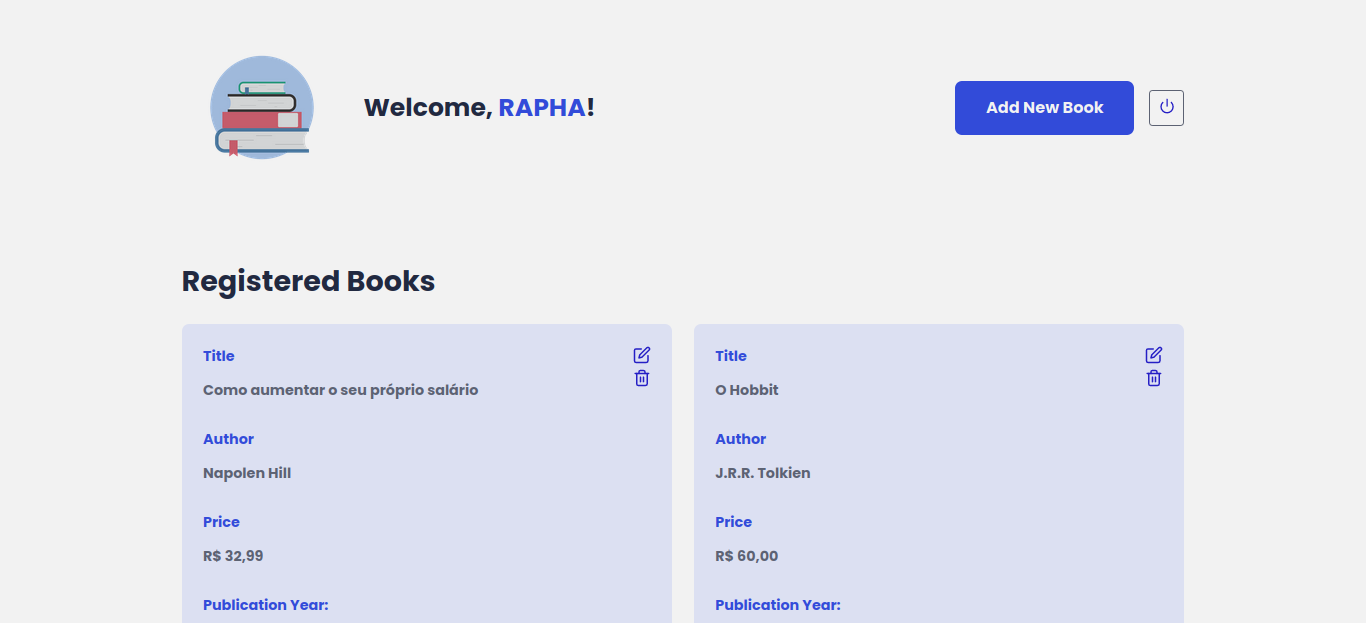 Welcome, RAPHA!
Add New Book
Registered Books
Title
Como aumentar o seu próprio salário
Author
Napolen Hill
Price
R$ 32,99
Publication Year:
Title
O Hobbit
Author
J.R.R. Tolkien
Price
R$ 60,00
Publication Year: